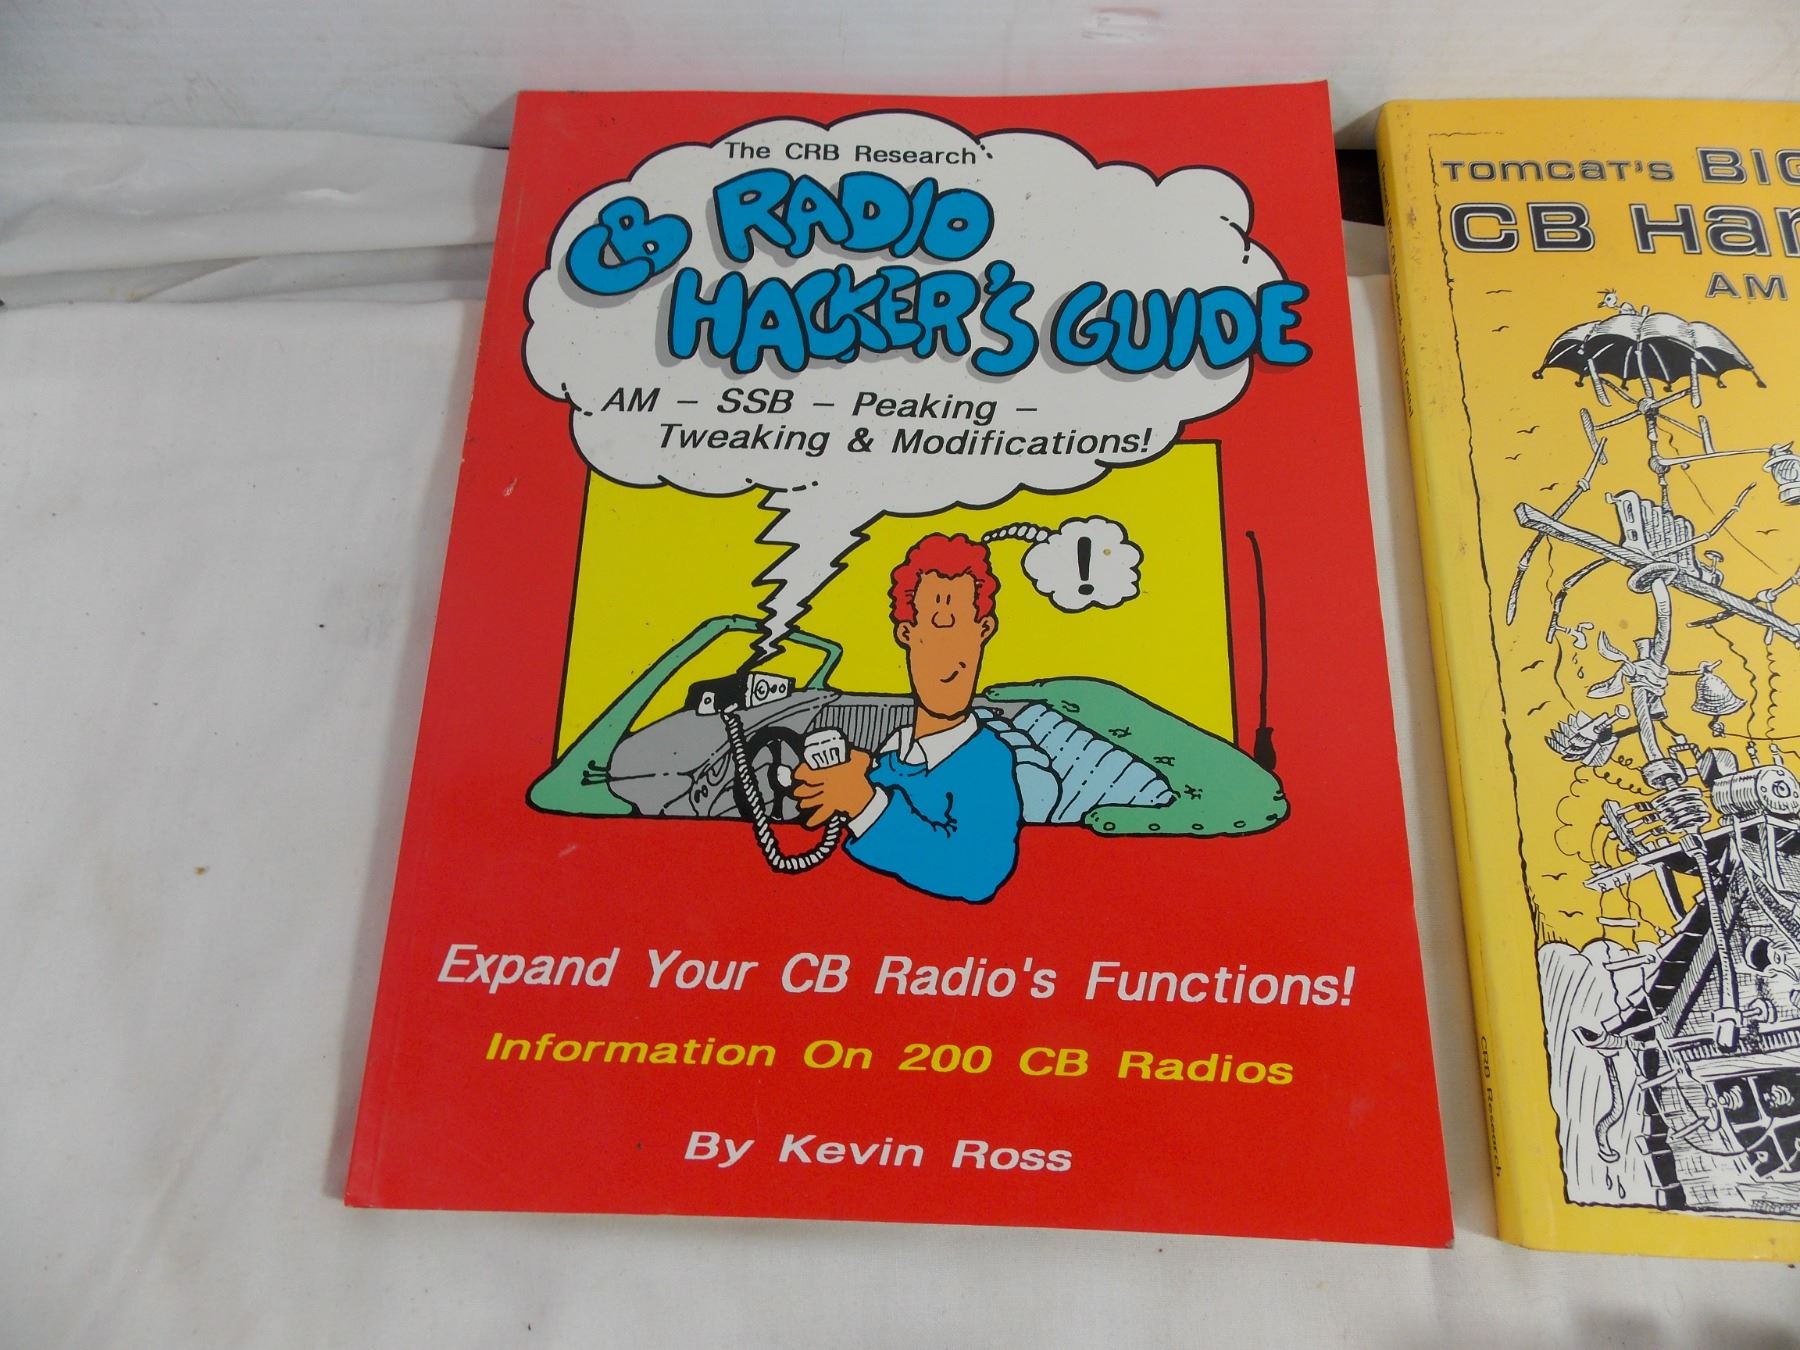 The CRB Research
CB RADIO
HACKER'S GUIDE
AM – SSB – Peaking –
Tweaking & Modifications!
!
Expand Your CB Radio's Functions!
Information On 200 CB Radios
By Kevin Ross
TOMCAT'S BIG
CB Han
AM
CRB Research